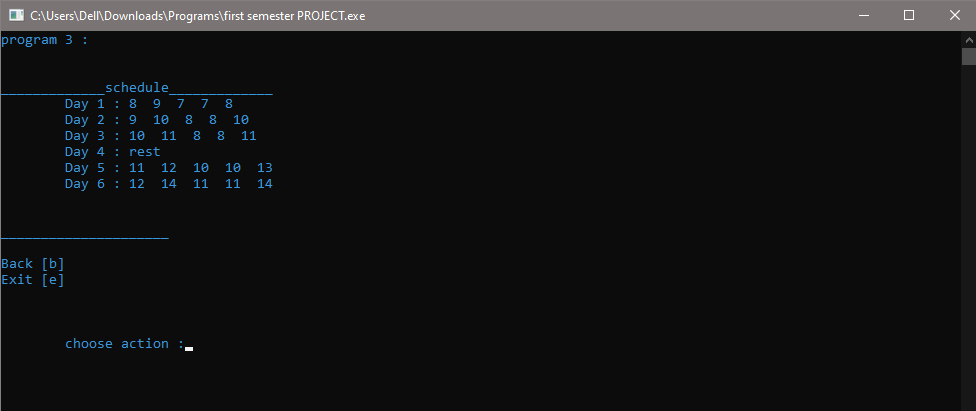 C:\Users\Dell\Downloads\Programs\first semester PROJECT.exe
program 3 :
_____________schedule_____________
Day 1 : 8  9  7  7  8
Day 2 : 9  10  8  8  10
Day 3 : 10  11  8  8  11
Day 4 : rest
Day 5 : 11  12  10  10  13
Day 6 : 12  14  11  11  14
_____________________
Back [b]
Exit [e]
choose action :